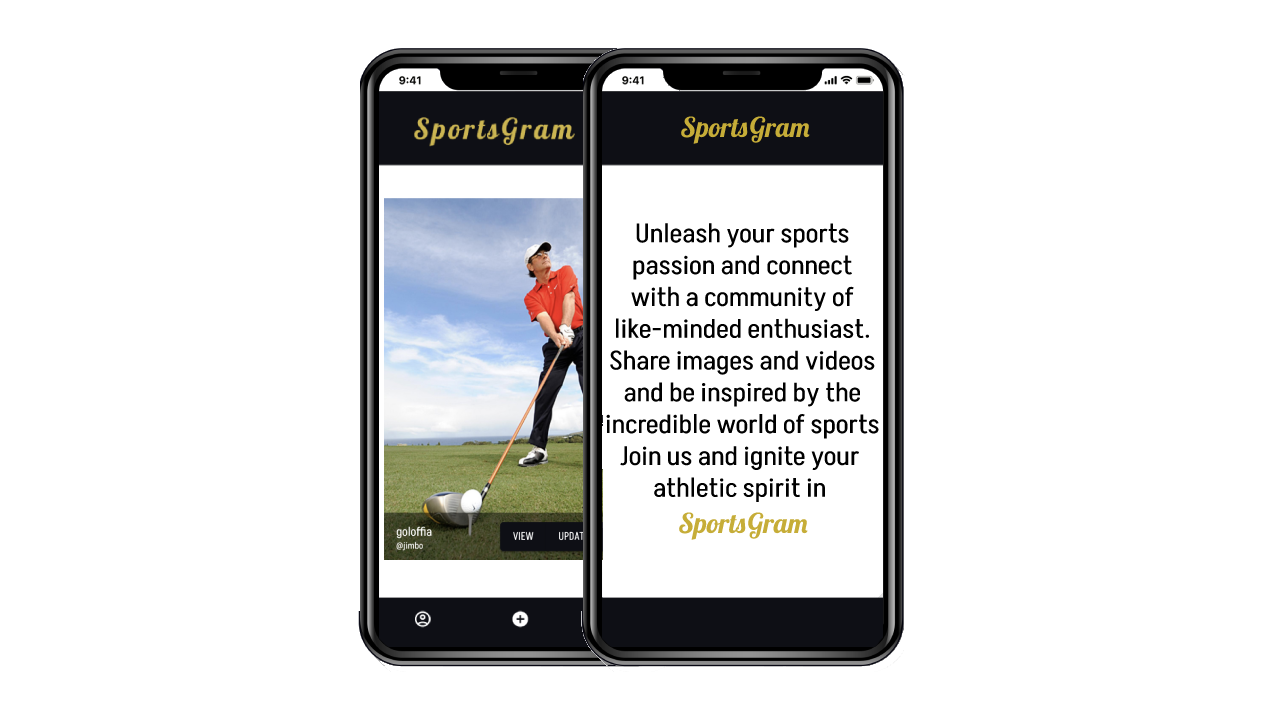 9:41
SportsGram
goloffia
@jimbo
VIEW
UPDAT
9:41
SportsGram
Unleash your sports
passion and connect
with a community of
like-minded enthusiast.
Share images and videos
and be inspired by the
incredible world of sports
Join us and ignite your
athletic spirit in
SportsGram